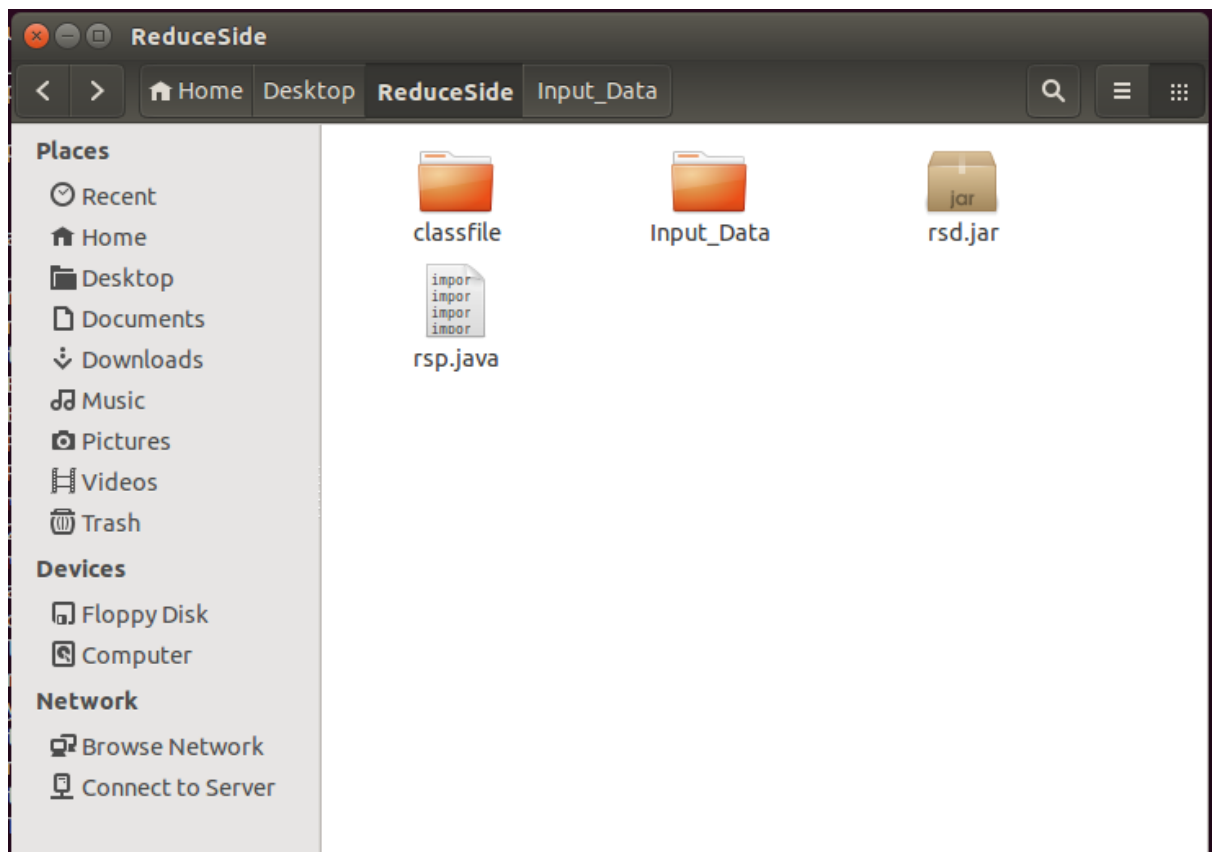 ReduceSide
Home Desktop ReduceSide Input_Data
Places
Recent
Home
Desktop
Documents
Downloads
Music
Pictures
Videos
Trash
Devices
Floppy Disk
Computer
Network
Browse Network
Connect to Server
jar
classfile Input_Data rsd.jar
impor
impor
impor
impor
rsp.java